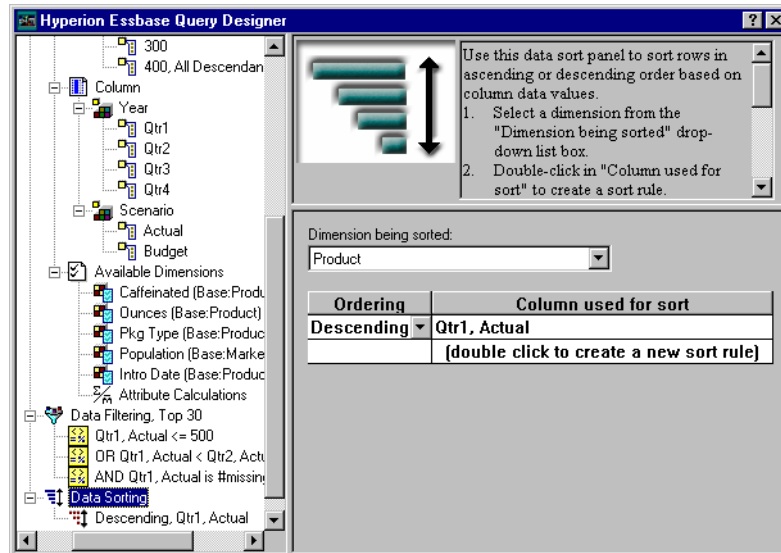 Hyperion Essbase Query Designer
300
400, All Descendan
Column
Year
Qtr1
Qtr2
Qtr3
Qtr4
Scenario
Actual
Budget
Available Dimensions
Caffeinated (Base:Produ
Ounces (Base:Product)
Pkg Type (Base:Produc
Population (Base:Marke
Intro Date (Base:Produc
Attribute Calculations
Data Filtering, Top 30
Qtr1, Actual <= 500
OR Qtr1, Actual < Qtr2, Actu
AND Qtr1, Actual is #missing
Data Sorting
Descending, Qtr1, Actual
Use this data sort panel to sort rows in
ascending or descending order based on
column data values.
1. Select a dimension from the
"Dimension being sorted" drop-
down list box.
2. Double-click in "Column used for
sort" to create a sort rule.
Dimension being sorted:
Product
Ordering Column used for sort
Descending Qtr1, Actual
(double click to create a new sort rule)